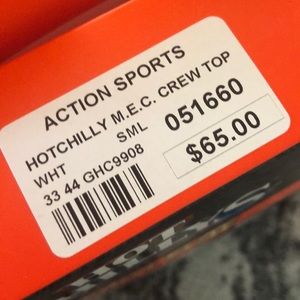 ACTION SPORTS
HOTCHILLY M.E.C. CREW TOP
WHT SML 051660
33 44 GHC9908 $65.00